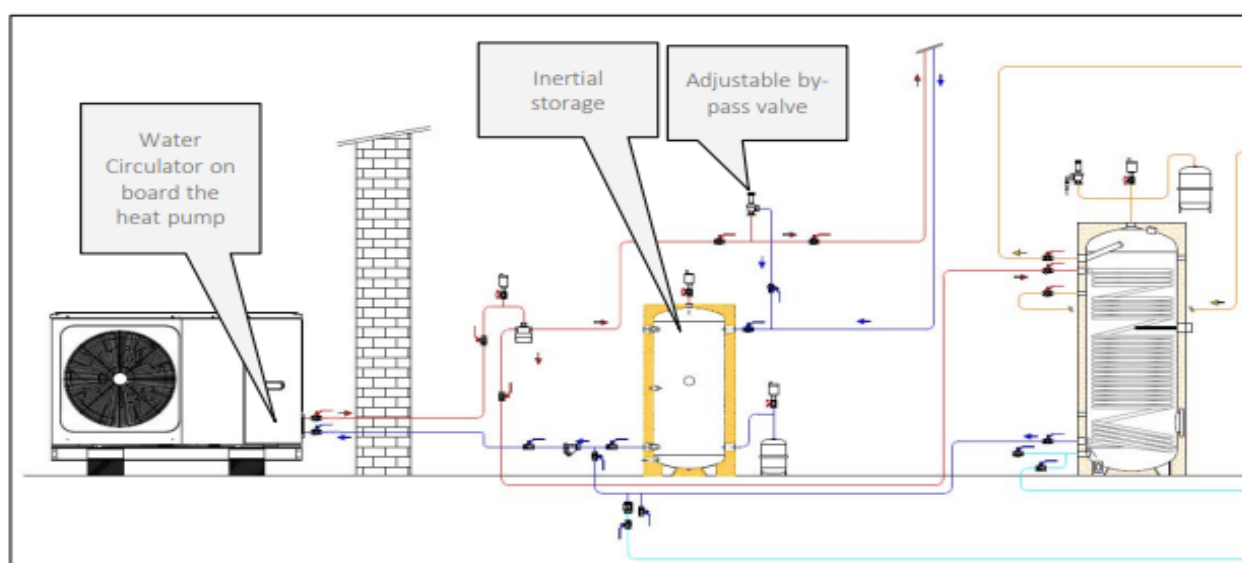 Water
Circulator on
board the
heat pump
Inertial
storage
Adjustable by-
pass valve